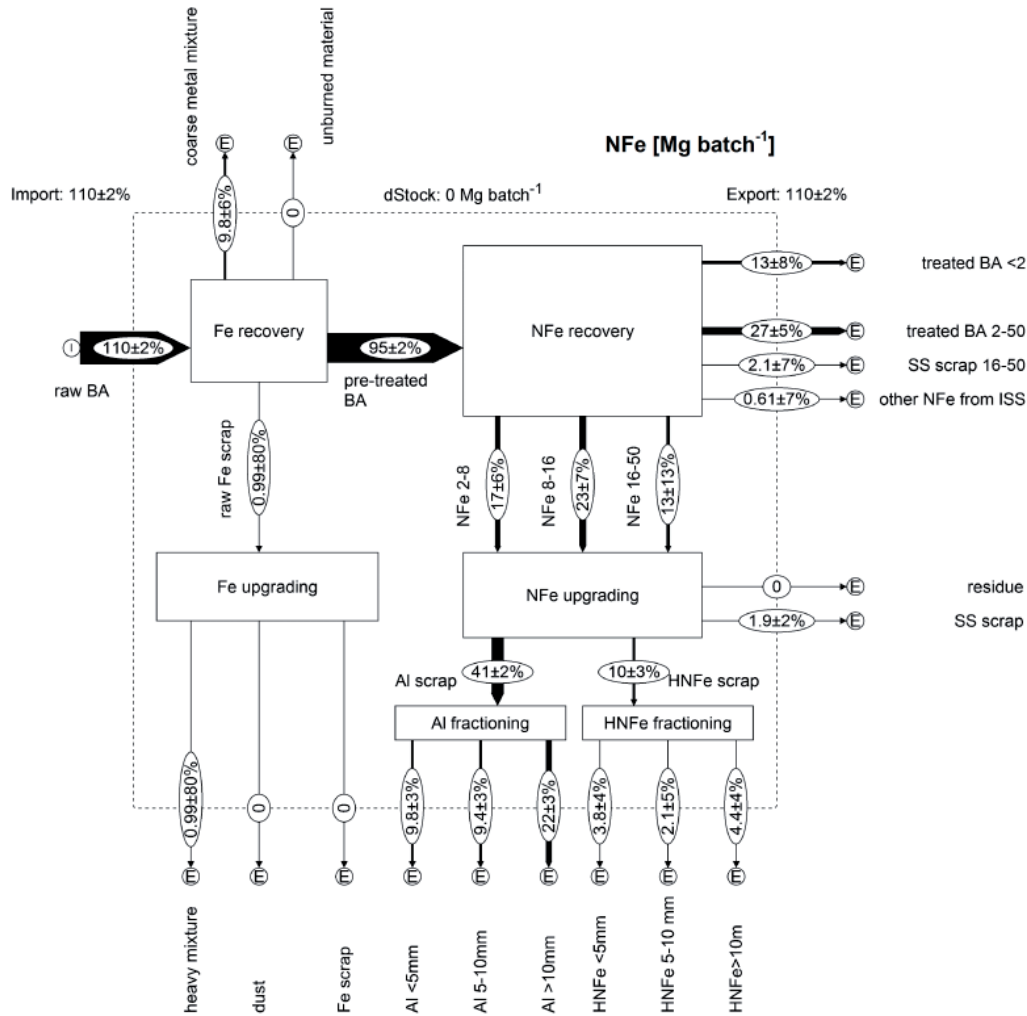 coarse metal mixture
unburned material
E
E
NFe [Mg batch-1]
Import: 110±2%
9.8±6%
0
dStock: 0 Mg batch-1
Export: 110±2%
13±8%
E
treated BA <2
Fe recovery
NFe recovery
27±5%
E
treated BA 2-50
I
110±2%
95±2%
2.1±7%
E
SS scrap 16-50
raw BA
pre-treated
BA
0.61±7%
E
other NFe from ISS
raw Fe scrap
0.99±80%
NFe 2-8
17±6%
NFe 8-16
23±7%
NFe 16-50
13±13%
Fe upgrading
NFe upgrading
0
E
residue
1.9±2%
E
SS scrap
Al scrap
41±2%
10±3%
HNFe scrap
Al fractioning
HNFe fractioning
0.99±80%
0
0
9.8±3%
9.4±3%
22±3%
3.8±4%
2.1±5%
4.4±4%
E
E
E
E
E
E
E
E
E
heavy mixture
dust
Fe scrap
Al <5mm
Al 5-10mm
Al >10mm
HNFe <5mm
HNFe 5-10 mm
HNFe>10m